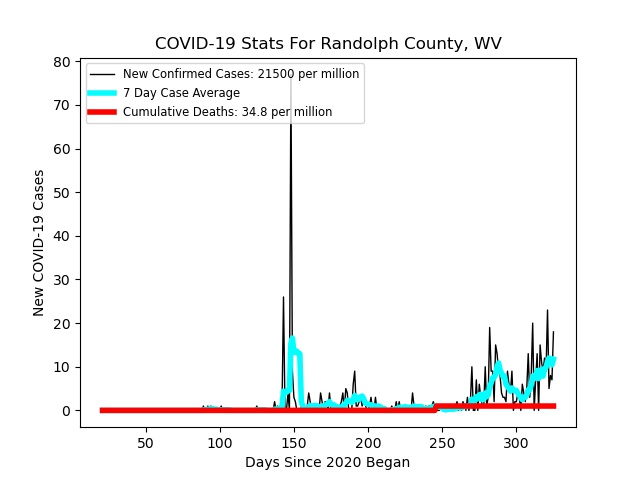 COVID-19 Stats For Randolph County, WV
New Confirmed Cases: 21500 per million
7 Day Case Average
Cumulative Deaths: 34.8 per million
80
70
60
50
40
30
20
10
0
New COVID-19 Cases
50 100 150 200 250 300
Days Since 2020 Began